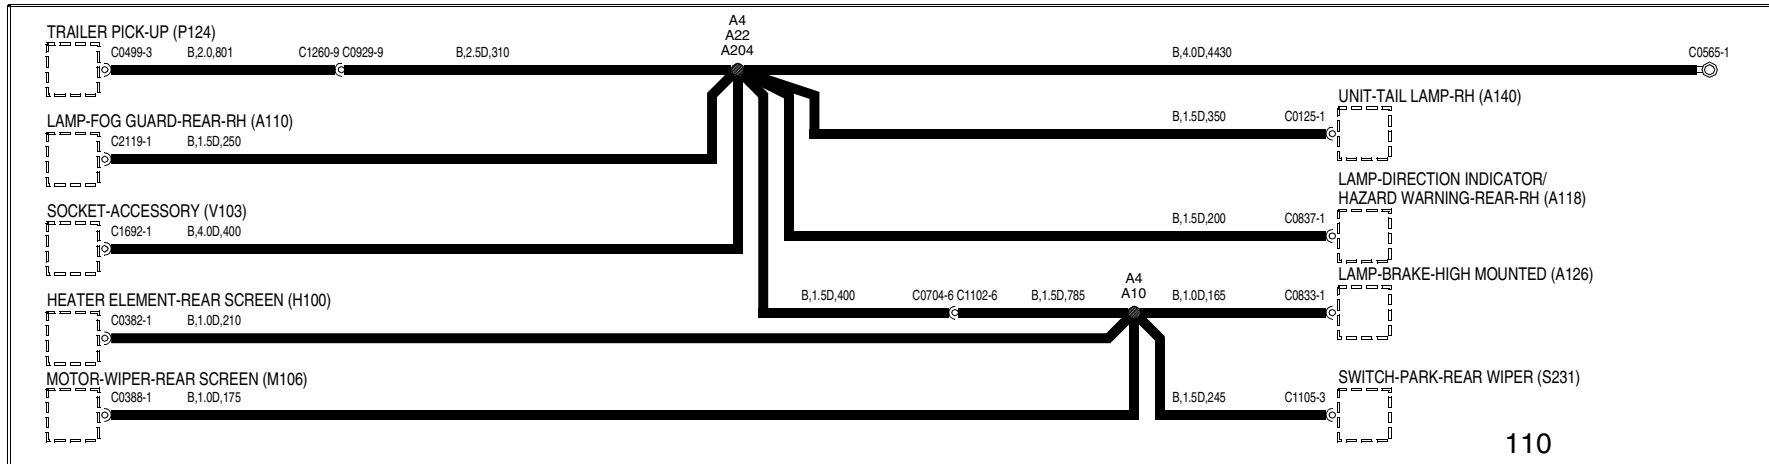 A4
A22
A204
TRAILER PICK-UP (P124)
C0499-3 B,2.0,801 C1260-9 C0929-9 B,2.5D,310 B,4.0D,4430 C0565-1
UNIT-TAIL LAMP-RH (A140)
B,1.5D,350 C0125-1
LAMP-FOG GUARD-REAR-RH (A110)
C2119-1 B,1.5D,250
LAMP-DIRECTION INDICATOR/
HAZARD WARNING-REAR-RH (A118)
B,1.5D,200 C0837-1
SOCKET-ACCESSORY (V103)
C1692-1 B,4.0D,400
LAMP-BRAKE-HIGH MOUNTED (A126)
A4
A10
B,1.5D,400 C0704-6 C1102-6 B,1.5D,785 B,1.0D,165 C0833-1
HEATER ELEMENT-REAR SCREEN (H100)
C0382-1 B,1.0D,210
MOTOR-WIPER-REAR SCREEN (M106)
C0388-1 B,1.0D,175
SWITCH-PARK-REAR WIPER (S231)
B,1.5D,245 C1105-3
110